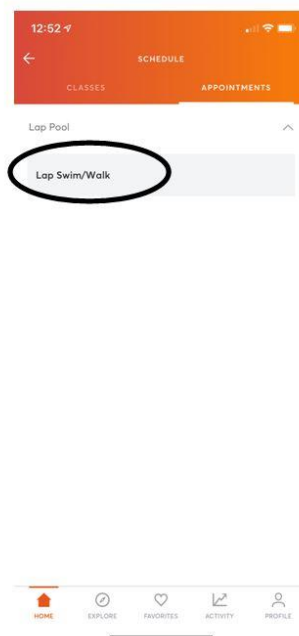 12:52
SCHEDULE
CLASSES APPOINTMENTS
Lap Pool
Lap Swim/Walk
HOME EXPLORE FAVORITES ACTIVITY PROFILE